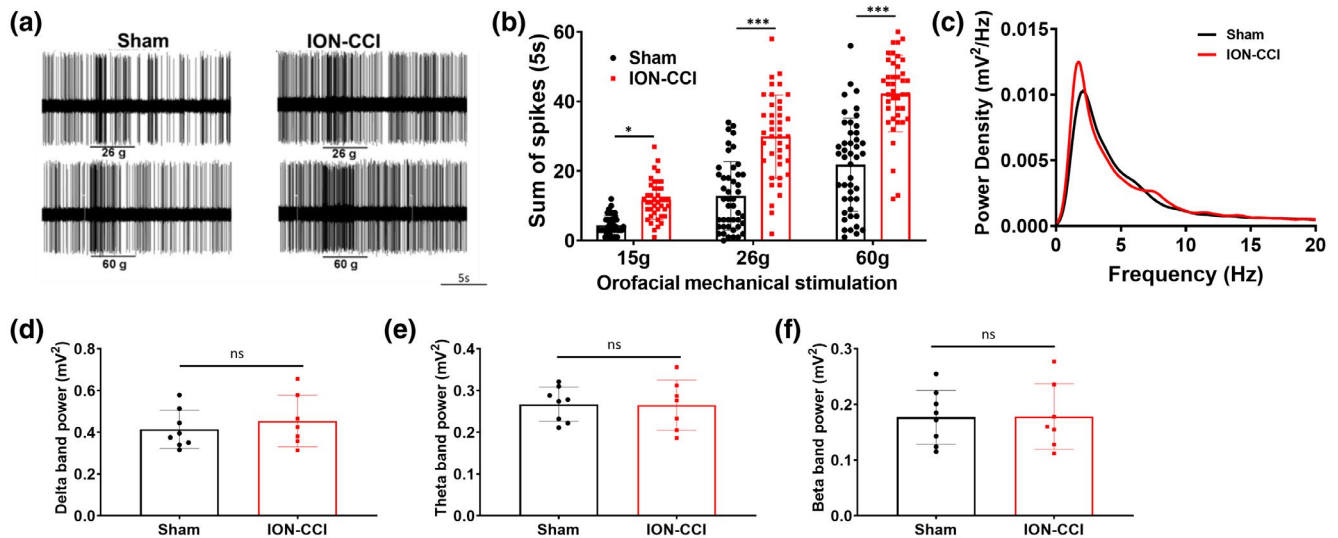 (a)
Sham
ION-CCI
26 g
26 g
60 g
60 g
5s
(b)
Sum of spikes (5s)
60
40
20
0
*
***
***
Sham
ION-CCI
15g
26g
60g
Orofacial mechanical stimulation
(c)
Power Density (mV²/Hz)
0.015
0.010
0.005
0.000
Sham
ION-CCI
0
5
10
15
20
Frequency (Hz)
(d)
Delta band power (mV²)
0.8
0.6
0.4
0.2
0.0
ns
Sham
ION-CCI
(e)
Theta band power (mV²)
0.4
0.3
0.2
0.1
0.0
ns
Sham
ION-CCI
(f)
Beta band power (mV²)
0.3
0.2
0.1
0.0
ns
Sham
ION-CCI